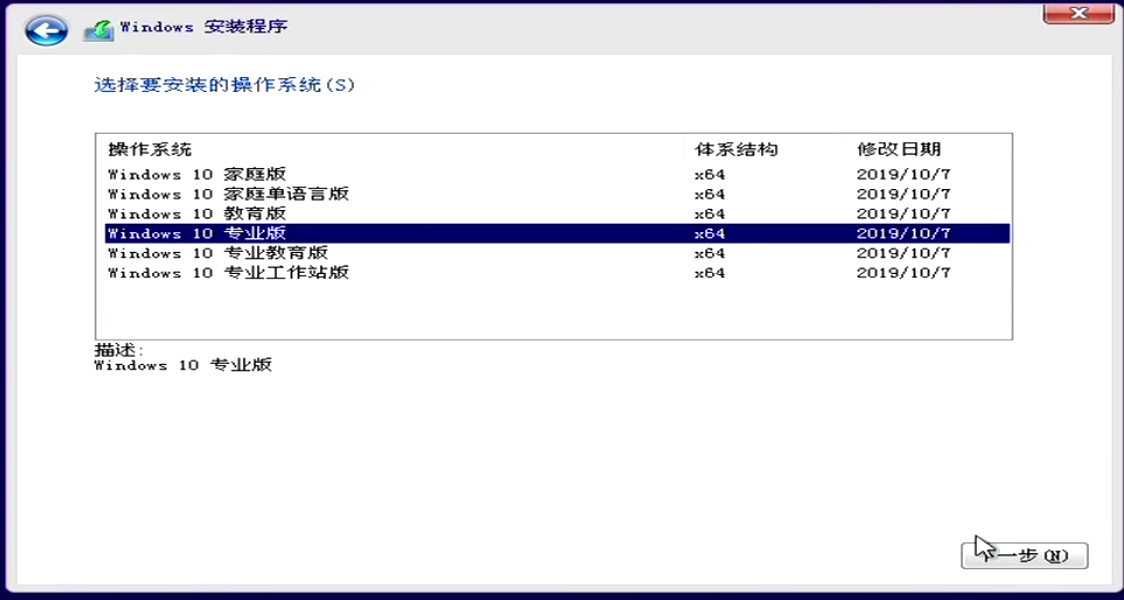 Windows 安装程序
选择要安装的操作系统(S)
操作系统 体系结构 修改日期
Windows 10 家庭版 x64 2019/10/7
Windows 10 家庭单语言版 x64 2019/10/7
Windows 10 教育版 x64 2019/10/7
Windows 10 专业版 x64 2019/10/7
Windows 10 专业教育版 x64 2019/10/7
Windows 10 专业工作站版 x64 2019/10/7
描述:
Windows 10 专业版
下一步(N)